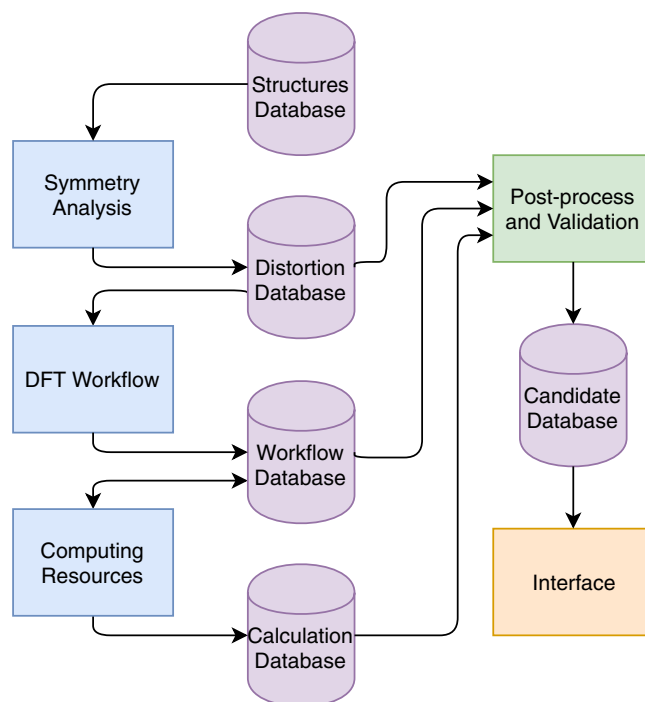 Structures
Database
Symmetry
Analysis
Post-process
and Validation
Distortion
Database
DFT Workflow
Candidate
Database
Workflow
Database
Computing
Resources
Interface
Calculation
Database